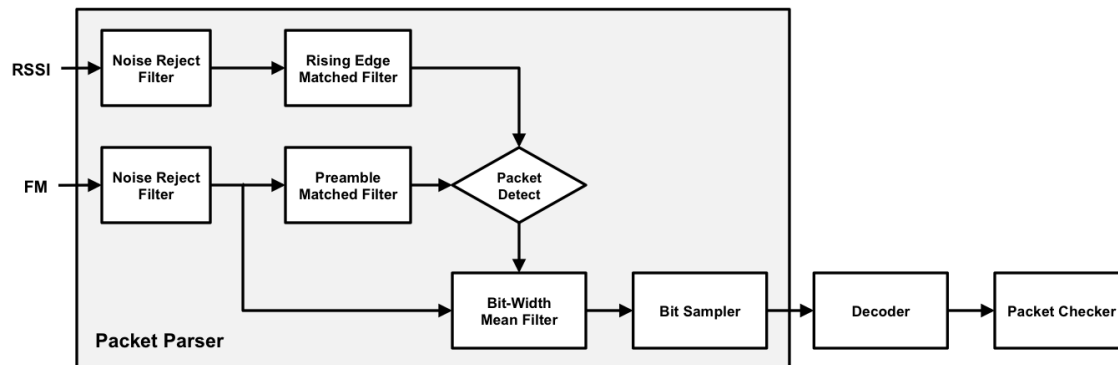 RSSI
Noise Reject
Filter
Rising Edge
Matched Filter
FM
Noise Reject
Filter
Preamble
Matched Filter
Packet
Detect
Bit-Width
Mean Filter
Bit Sampler
Decoder
Packet Checker
Packet Parser